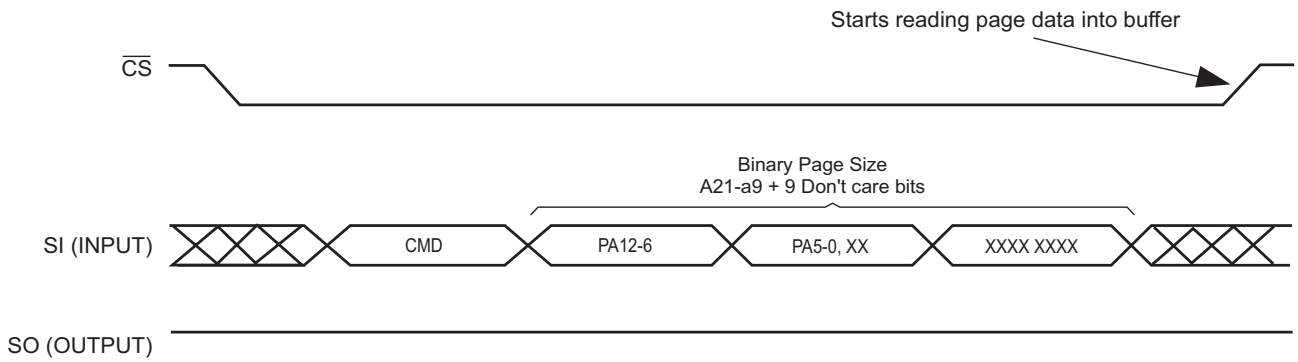 Starts reading page data into buffer
C̅S̅
Binary Page Size
A21-a9 + 9 Don't care bits
SI (INPUT) CMD PA12-6 PA5-0, XX XXXX XXXX
SO (OUTPUT)